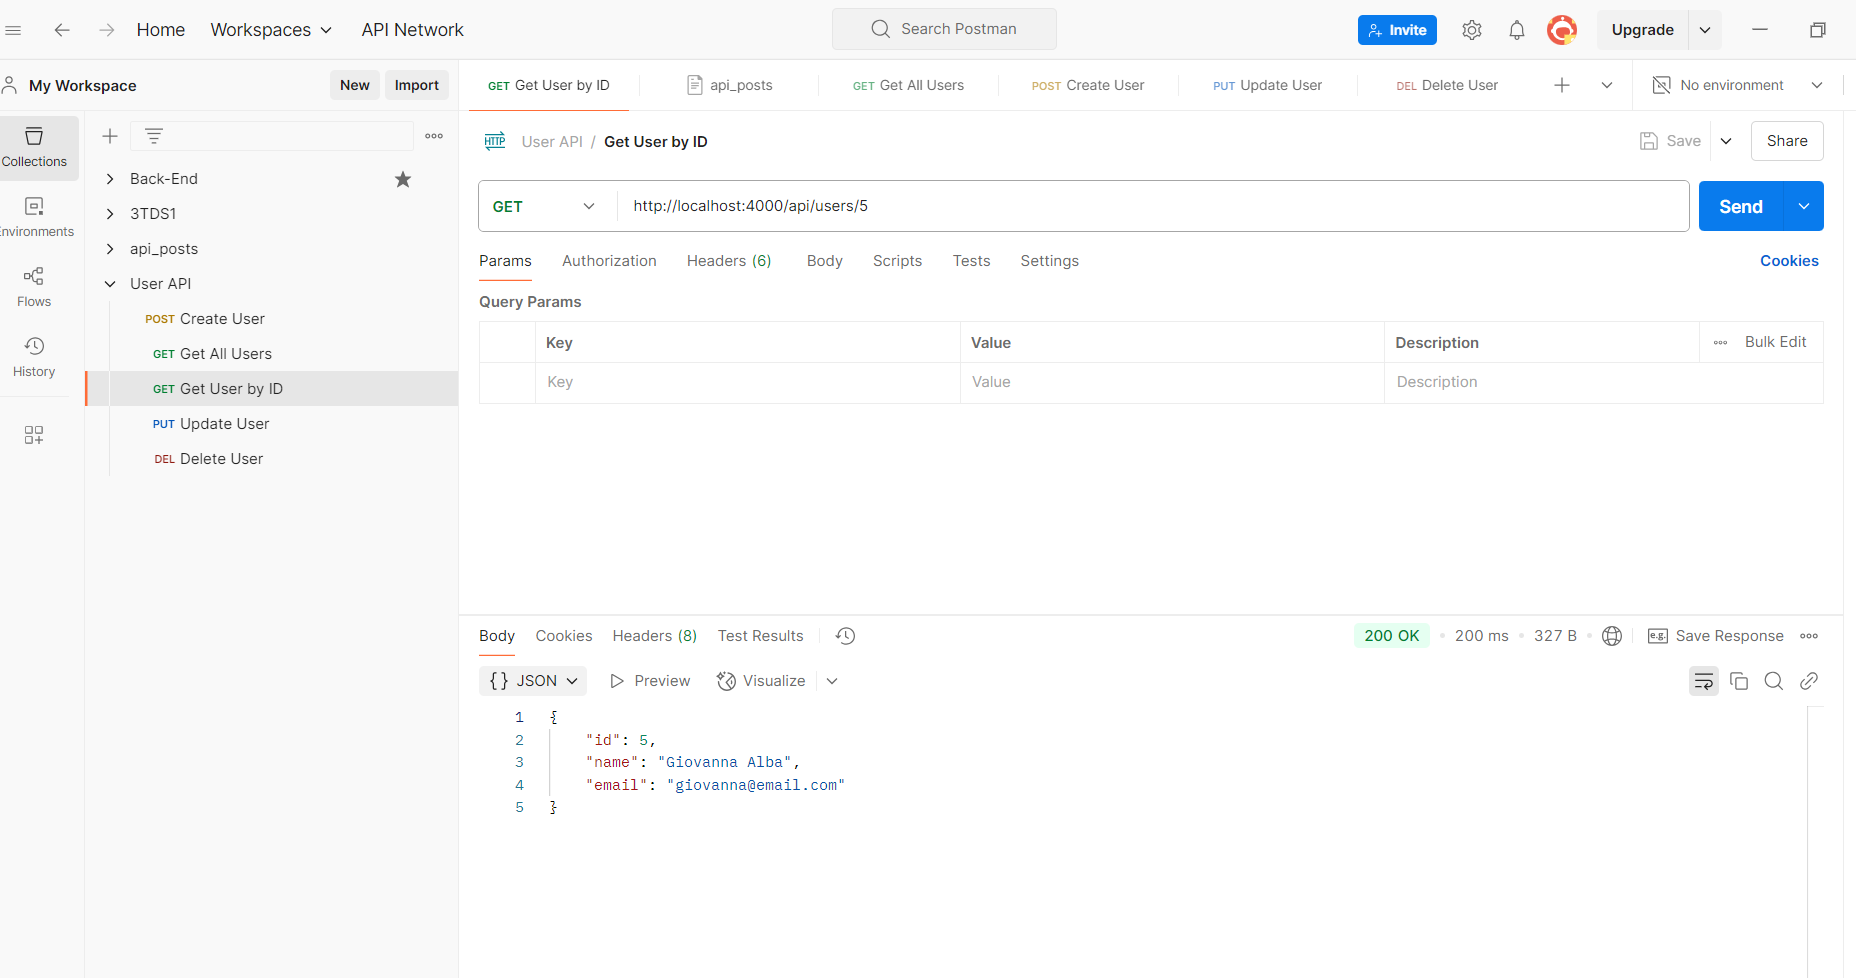 Home Workspaces API Network Search Postman Invite Upgrade
My Workspace New Import
GET Get User by ID api_posts GET Get All Users POST Create User PUT Update User DEL Delete User No environment
Collections
Environments
Flows
History
Back-End
3TDS1
api_posts
User API
POST Create User
GET Get All Users
GET Get User by ID
PUT Update User
DEL Delete User
HTTP User API / Get User by ID Save Share
GET http://localhost:4000/api/users/5 Send
Params Authorization Headers (6) Body Scripts Tests Settings Cookies
Query Params
Key Value Description Bulk Edit
Key Value Description
Body Cookies Headers (8) Test Results 200 OK 200 ms 327 B e.g. Save Response
{} JSON Preview Visualize
1 {
2 "id": 5,
3 "name": "Giovanna Alba",
4 "email": "giovanna@email.com"
5 }